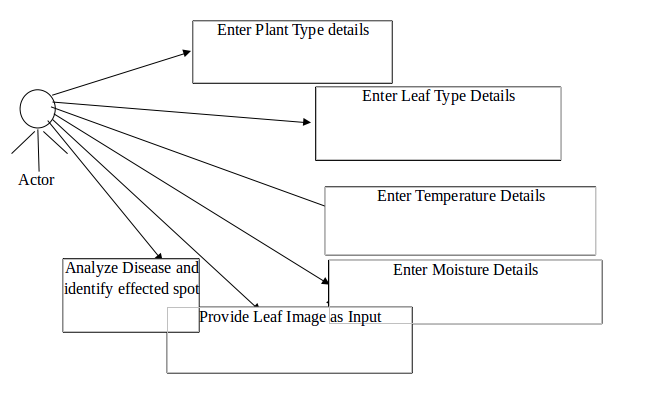 Enter Plant Type details
Enter Leaf Type Details
Actor
Enter Temperature Details
Analyze Disease and
identify effected spot
Enter Moisture Details
Provide Leaf Image as Input